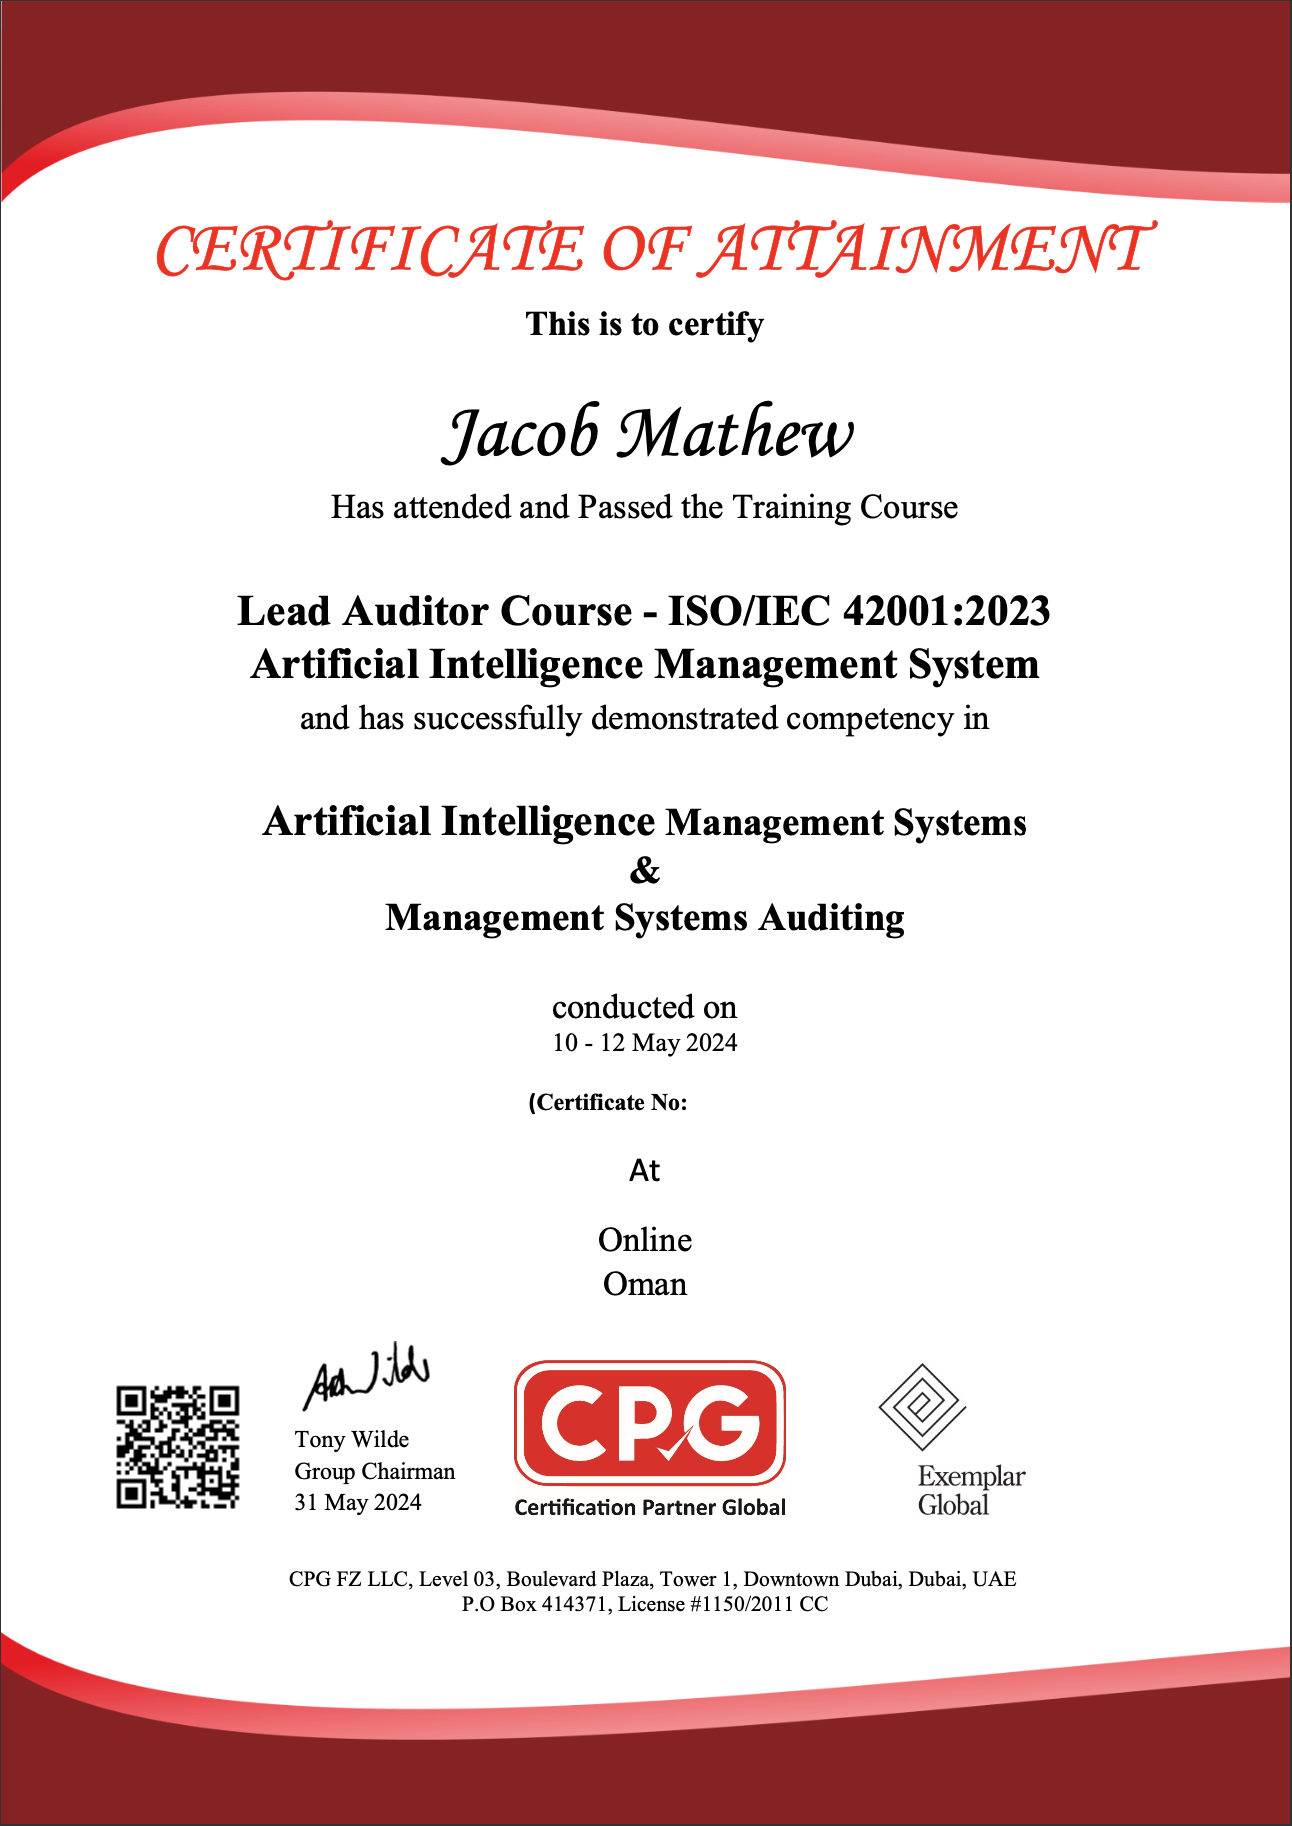 CERTIFICATE OF ATTAINMENT
This is to certify
Jacob Mathew
Has attended and Passed the Training Course
Lead Auditor Course - ISO/IEC 42001:2023
Artificial Intelligence Management System
and has successfully demonstrated competency in
Artificial Intelligence Management Systems
&
Management Systems Auditing
conducted on
10 - 12 May 2024
(Certificate No:
At
Online
Oman
Tony Wilde
Group Chairman
31 May 2024
CPG
Certification Partner Global
Exemplar
Global
CPG FZ LLC, Level 03, Boulevard Plaza, Tower 1, Downtown Dubai, Dubai, UAE
P.O Box 414371, License #1150/2011 CC